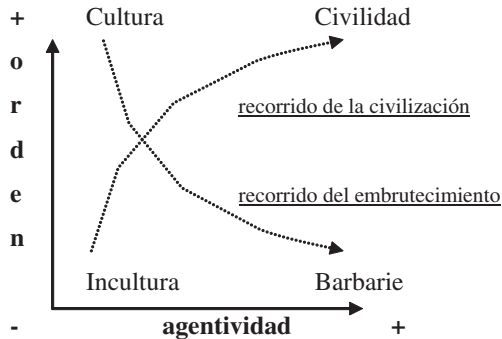 + Cultura Civilidad
o
r recorrido de la civilización
d
e recorrido del embrutecimiento
n
Incultura Barbarie
- agentividad +